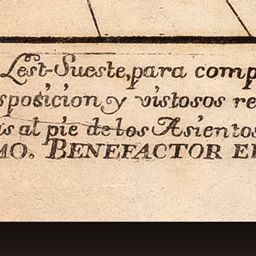 Lest-Sueste, para comp
sposicion y vistosos re
is al pie de los Asientos
MO. BENEFACTOR E